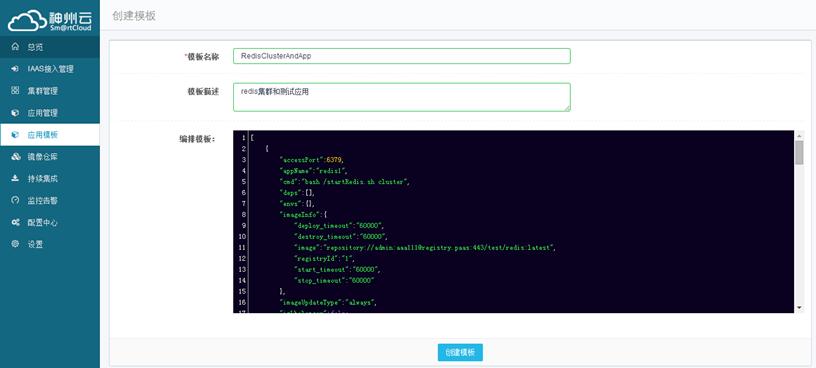 神州云
Sm@rtCloud
创建模板
总览
IAAS接入管理
集群管理
应用管理
应用模板
镜像仓库
持续集成
监控告警
配置中心
设置
*模板名称
RedisClusterAndApp
模板描述
redis集群和测试应用
编排模板:
1 [
2 {
3 "accessPort":6379,
4 "appName":"redis1",
5 "cmd":"bash /startRedis.sh cluster",
6 "deps":[],
7 "envs":{},
8 "imageInfo":{
9 "deploy_timeout":"60000",
10 "destroy_timeout":"60000",
11 "image":"repository://admin:aaa111@registry.paas:443/test/redis:latest",
12 "registryId":"1",
13 "start_timeout":"60000",
14 "stop_timeout":"60000"
15 },
16 "imageUpdateType":"always",
17
创建模板